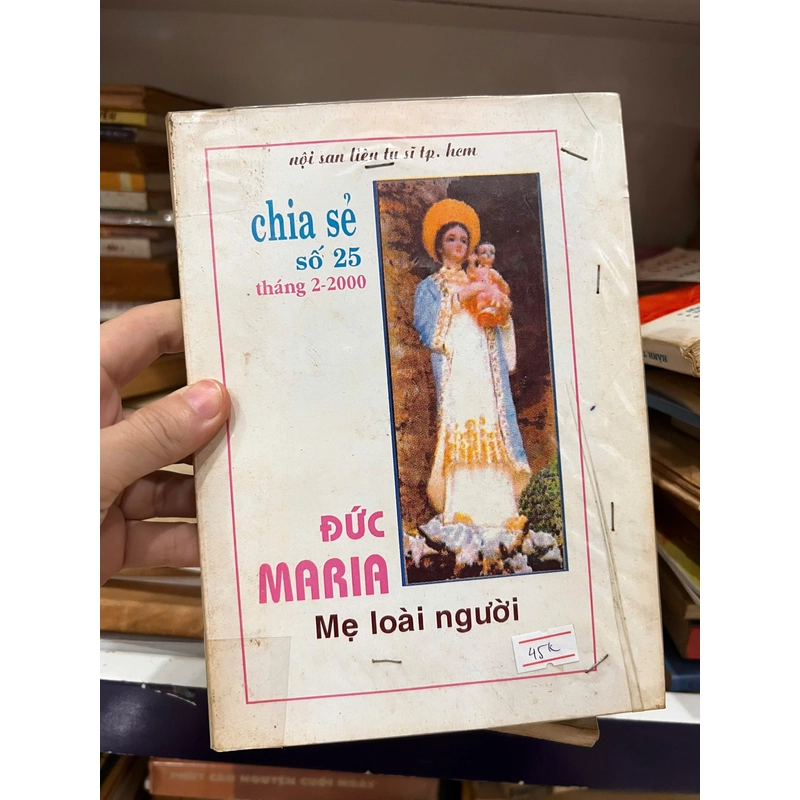 nội san liên tu sĩ tp. hcm
chia sẻ
số 25
tháng 2-2000
ĐỨC
MARIA
Mẹ loài người
45k